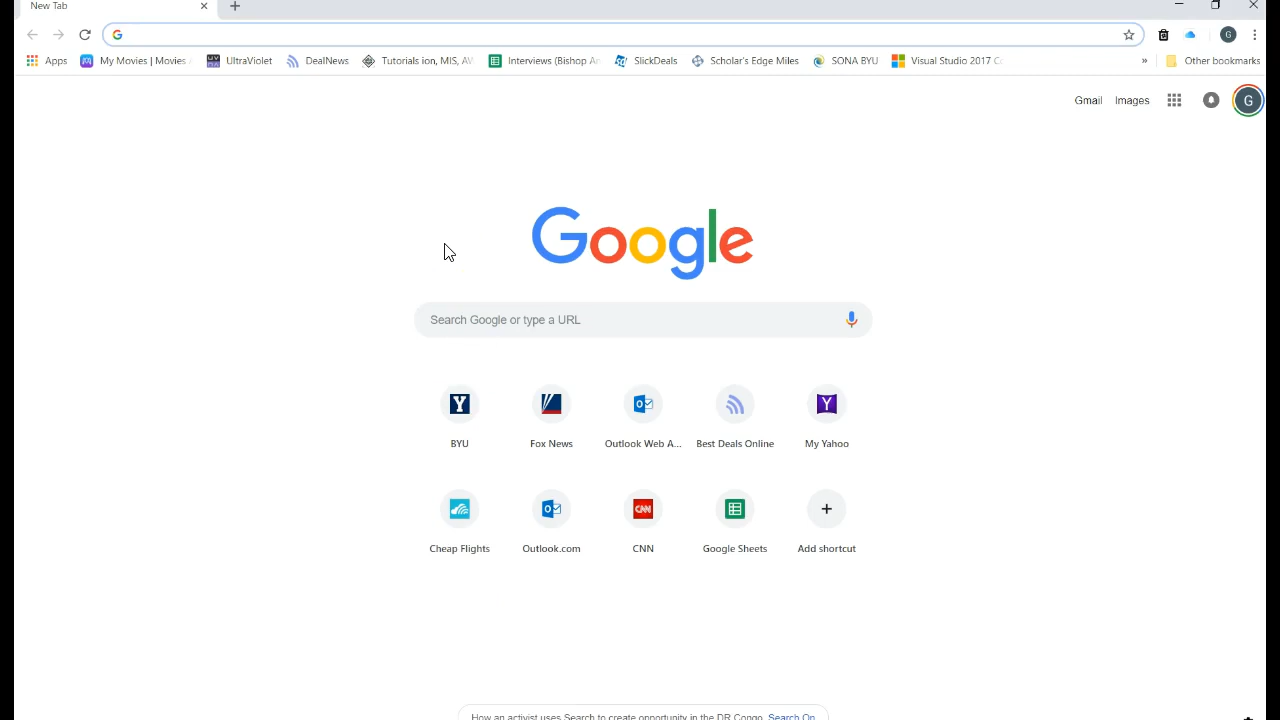 New Tab
Apps My Movies | Movies UltraViolet DealNews Tutorials ion, MIS, AV Interviews (Bishop An SlickDeals Scholar's Edge Miles SONA BYU Visual Studio 2017 Co » Other bookmarks
Gmail Images G
Google
Search Google or type a URL
BYU Fox News Outlook Web A... Best Deals Online My Yahoo
CNN
Cheap Flights Outlook.com CNN Google Sheets Add shortcut
How an activist uses Search to create opportunity in the DR Congo Search On